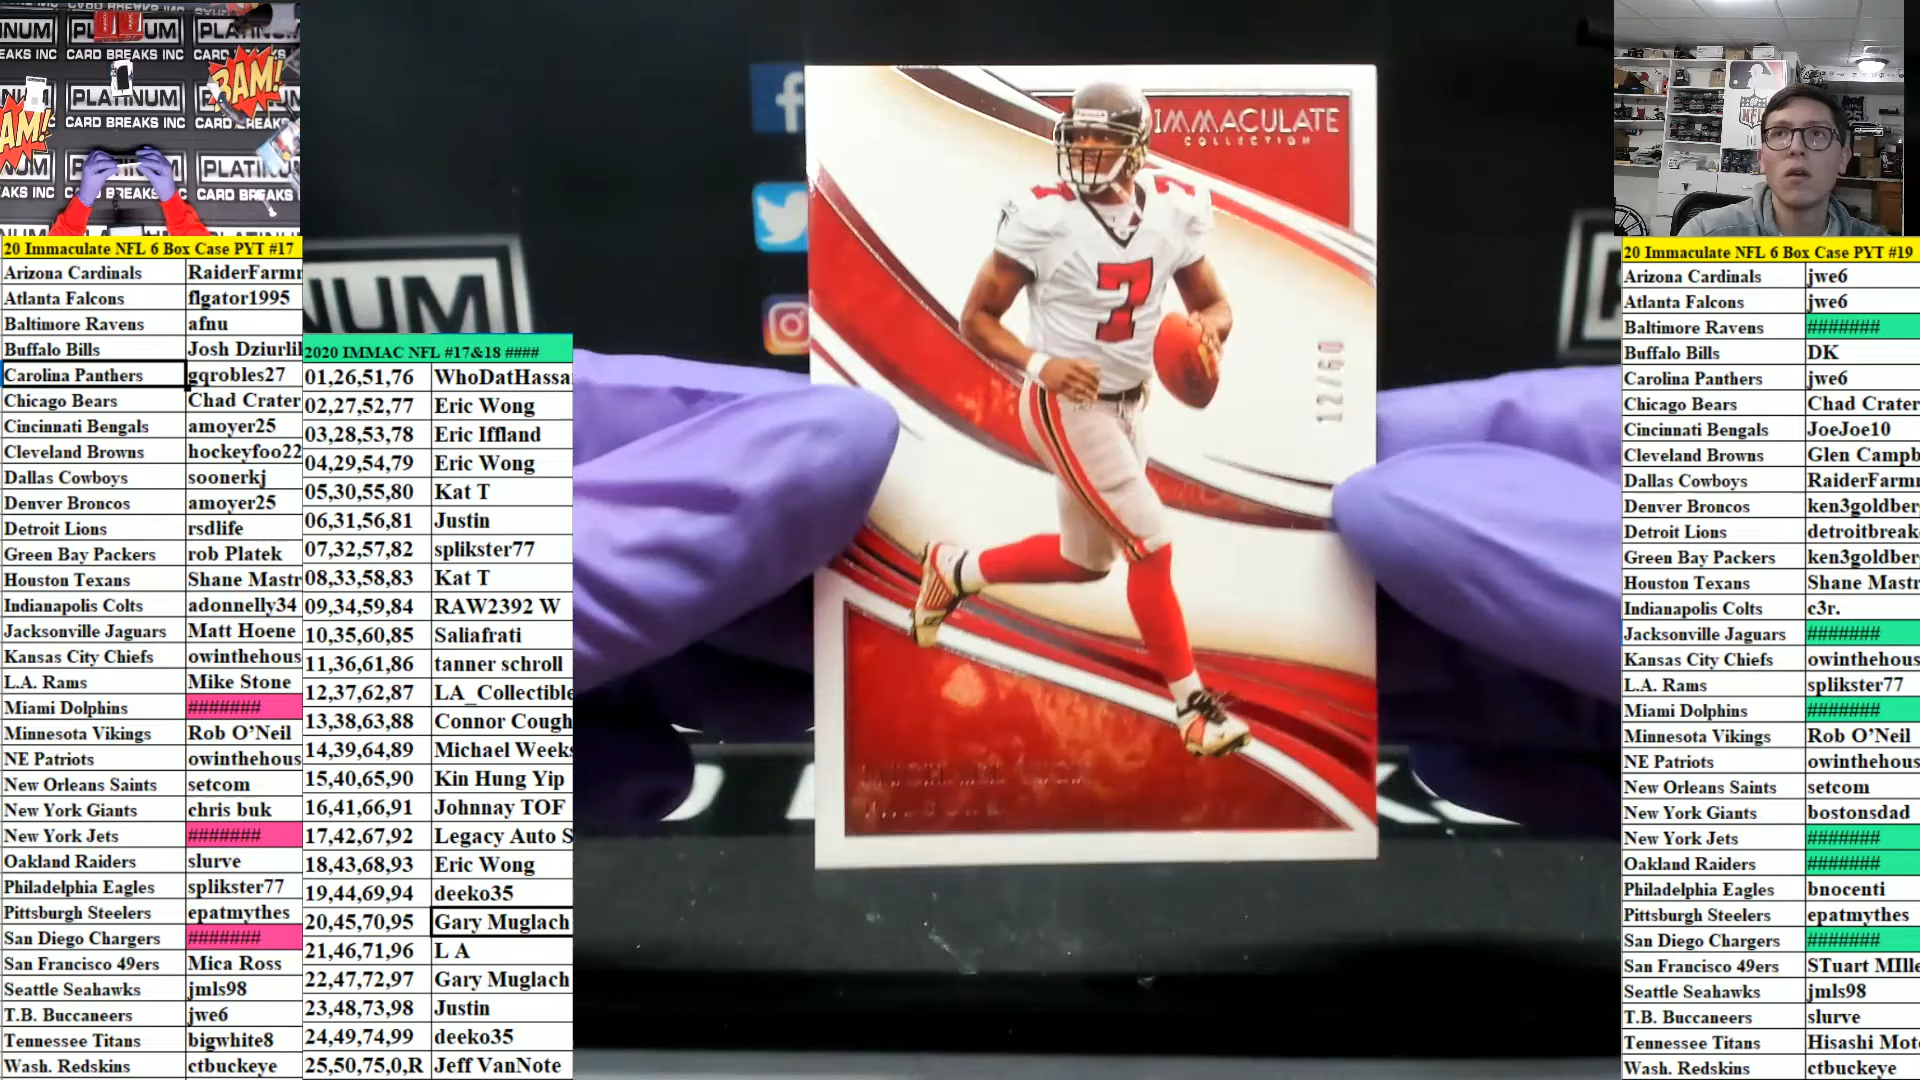 PLATINUM
CARD BREAKS INC
BAM!
PLATINUM
CARD BREAKS INC
20 Immaculate NFL 6 Box Case PYT #17
Arizona Cardinals RaiderFarmr
Atlanta Falcons flgator1995
Baltimore Ravens afnu
Buffalo Bills Josh Dziurlik
Carolina Panthers gqrobles27
Chicago Bears Chad Crater
Cincinnati Bengals amoyer25
Cleveland Browns hockeyfoo22
Dallas Cowboys soonerkj
Denver Broncos amoyer25
Detroit Lions rsdlife
Green Bay Packers rob Platek
Houston Texans Shane Mastr
Indianapolis Colts adonnelly34
Jacksonville Jaguars Matt Hoene
Kansas City Chiefs owinthehous
L.A. Rams Mike Stone
Miami Dolphins #######
Minnesota Vikings Rob O’Neil
NE Patriots owinthehous
New Orleans Saints setcom
New York Giants chris buk
New York Jets #######
Oakland Raiders slurve
Philadelphia Eagles splikster77
Pittsburgh Steelers epatmythes
San Diego Chargers #######
San Francisco 49ers Mica Ross
Seattle Seahawks jmls98
T.B. Buccaneers jwe6
Tennessee Titans bigwhite8
Wash. Redskins ctbuckeye
2020 IMMAC NFL #17&18 ####
01,26,51,76 WhoDatHassa
02,27,52,77 Eric Wong
03,28,53,78 Eric Iffland
04,29,54,79 Eric Wong
05,30,55,80 Kat T
06,31,56,81 Justin
07,32,57,82 splikster77
08,33,58,83 Kat T
09,34,59,84 RAW2392 W
10,35,60,85 Saliafrati
11,36,61,86 tanner schroll
12,37,62,87 LA_Collectible
13,38,63,88 Connor Cough
14,39,64,89 Michael Weeks
15,40,65,90 Kin Hung Yip
16,41,66,91 Johnnay TOF
17,42,67,92 Legacy Auto S
18,43,68,93 Eric Wong
19,44,69,94 deeko35
20,45,70,95 Gary Muglach
21,46,71,96 L A
22,47,72,97 Gary Muglach
23,48,73,98 Justin
24,49,74,99 deeko35
25,50,75,0,R Jeff VanNote
IMMACULATE
COLLECTION
7
7
7
12/60
NUM
20 Immaculate NFL 6 Box Case PYT #19
Arizona Cardinals jwe6
Atlanta Falcons jwe6
Baltimore Ravens #######
Buffalo Bills DK
Carolina Panthers jwe6
Chicago Bears Chad Crater
Cincinnati Bengals JoeJoe10
Cleveland Browns Glen Campb
Dallas Cowboys RaiderFarmr
Denver Broncos ken3goldber
Detroit Lions detroitbreak
Green Bay Packers ken3goldber
Houston Texans Shane Mastr
Indianapolis Colts c3r.
Jacksonville Jaguars #######
Kansas City Chiefs owinthehous
L.A. Rams splikster77
Miami Dolphins #######
Minnesota Vikings Rob O’Neil
NE Patriots owinthehous
New Orleans Saints setcom
New York Giants bostonsdad
New York Jets #######
Oakland Raiders #######
Philadelphia Eagles bnocenti
Pittsburgh Steelers epatmythes
San Diego Chargers #######
San Francisco 49ers STuart MIlle
Seattle Seahawks jmls98
T.B. Buccaneers slurve
Tennessee Titans Hisashi Moto
Wash. Redskins ctbuckeye